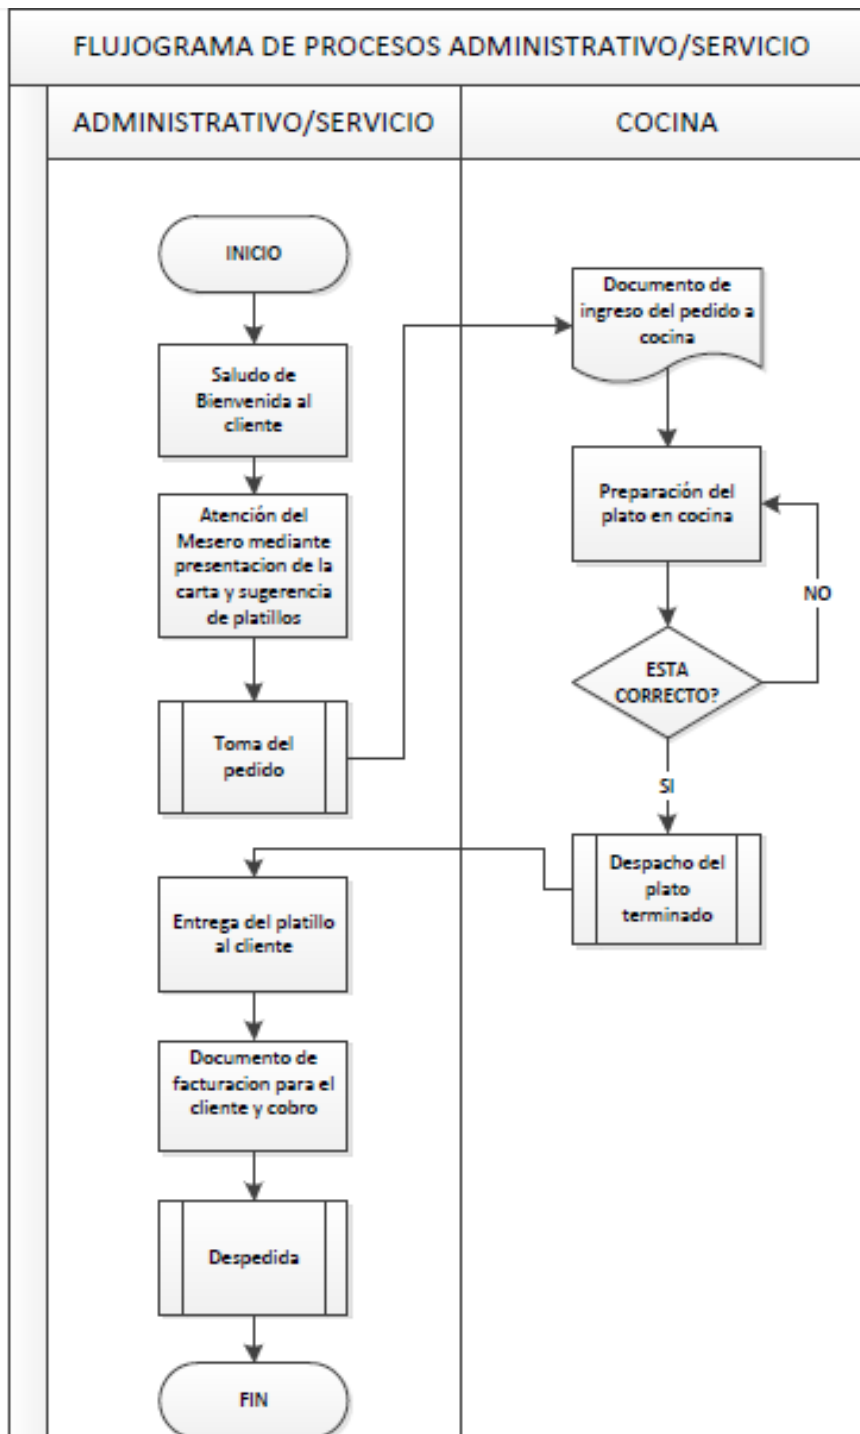 FLUJOGRAMA DE PROCESOS ADMINISTRATIVO/SERVICIO
ADMINISTRATIVO/SERVICIO
COCINA
INICIO
Saludo de
Bienvenida al
cliente
Atención del
Mesero mediante
presentacion de la
carta y sugerencia
de platillos
Toma del
pedido
Documento de
ingreso del pedido a
cocina
Preparación del
plato en cocina
NO
ESTA
CORRECTO?
SI
Despacho del
plato
terminado
Entrega del platillo
al cliente
Documento de
facturacion para el
cliente y cobro
Despedida
FIN